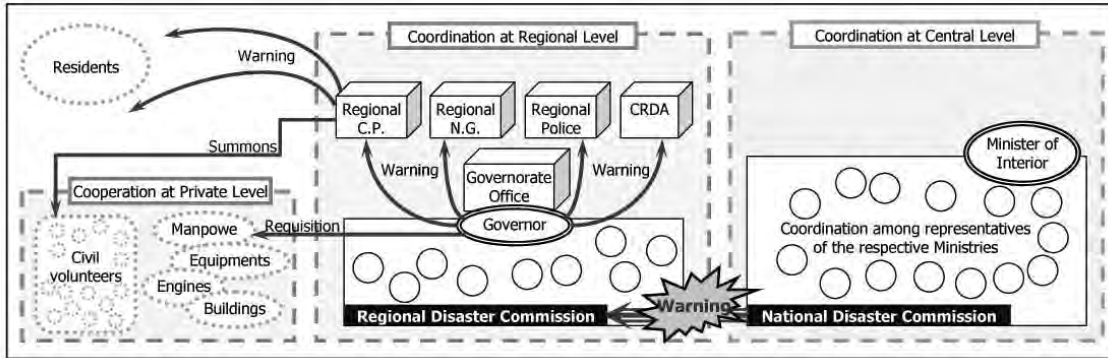 Coordination at Regional Level
Coordination at Central Level
Residents
Warning
Regional
C.P.
Regional
N.G.
Regional
Police
CRDA
Summons
Warning
Warning
Governorate
Office
Minister of
Interior
Cooperation at Private Level
Governor
Manpowe
Requisition
Civil
volunteers
Equipments
Engines
Buildings
Coordination among representatives
of the respective Ministries
Warning
Regional Disaster Commission
National Disaster Commission